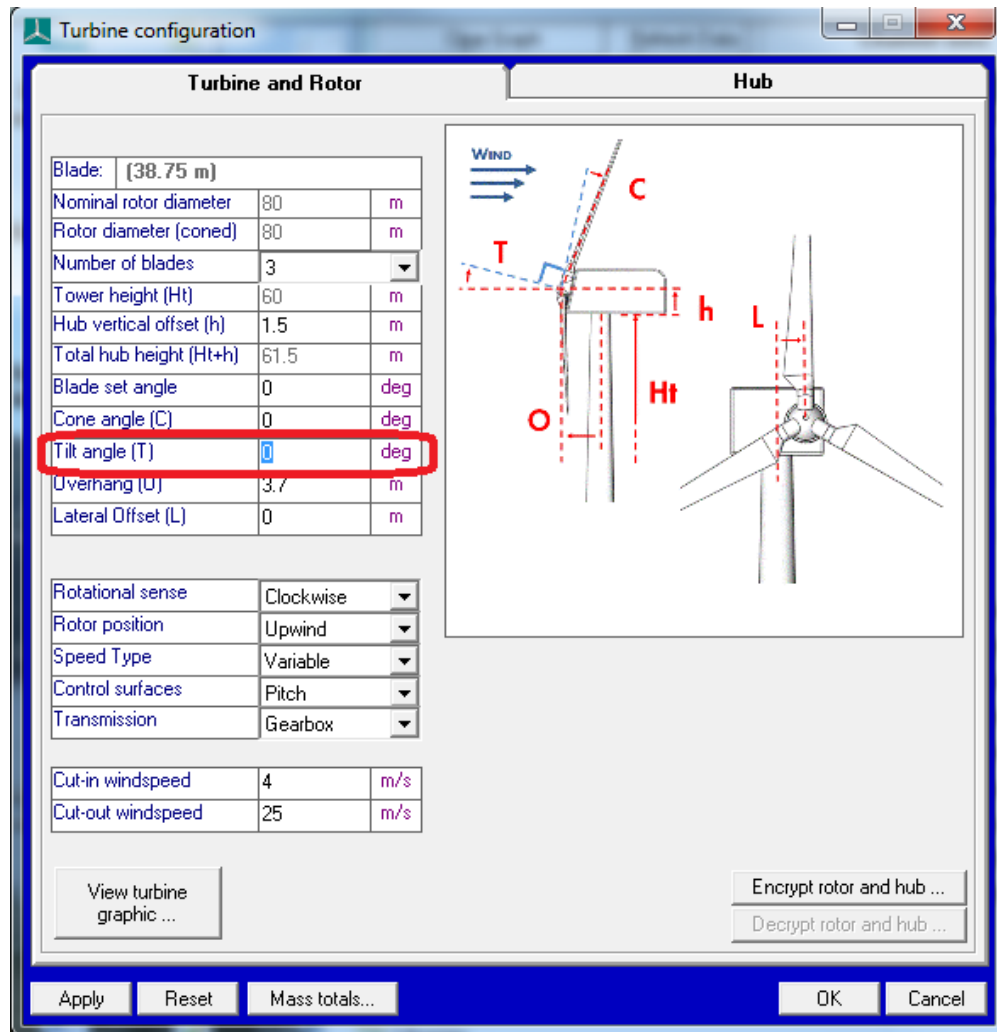 Turbine configuration
Turbine and Rotor
Hub
Blade: (38.75 m)
Nominal rotor diameter 80 m
Rotor diameter (coned) 80 m
Number of blades 3
Tower height (Ht) 60 m
Hub vertical offset (h) 1.5 m
Total hub height (Ht+h) 61.5 m
Blade set angle 0 deg
Cone angle (C) 0 deg
Tilt angle (T) 0 deg
Overhang (O) 3.7 m
Lateral Offset (L) 0 m
WIND
C
T
h
L
Ht
O
Rotational sense Clockwise
Rotor position Upwind
Speed Type Variable
Control surfaces Pitch
Transmission Gearbox
Cut-in windspeed 4 m/s
Cut-out windspeed 25 m/s
View turbine
graphic ...
Encrypt rotor and hub ...
Decrypt rotor and hub ...
Apply Reset Mass totals... OK Cancel